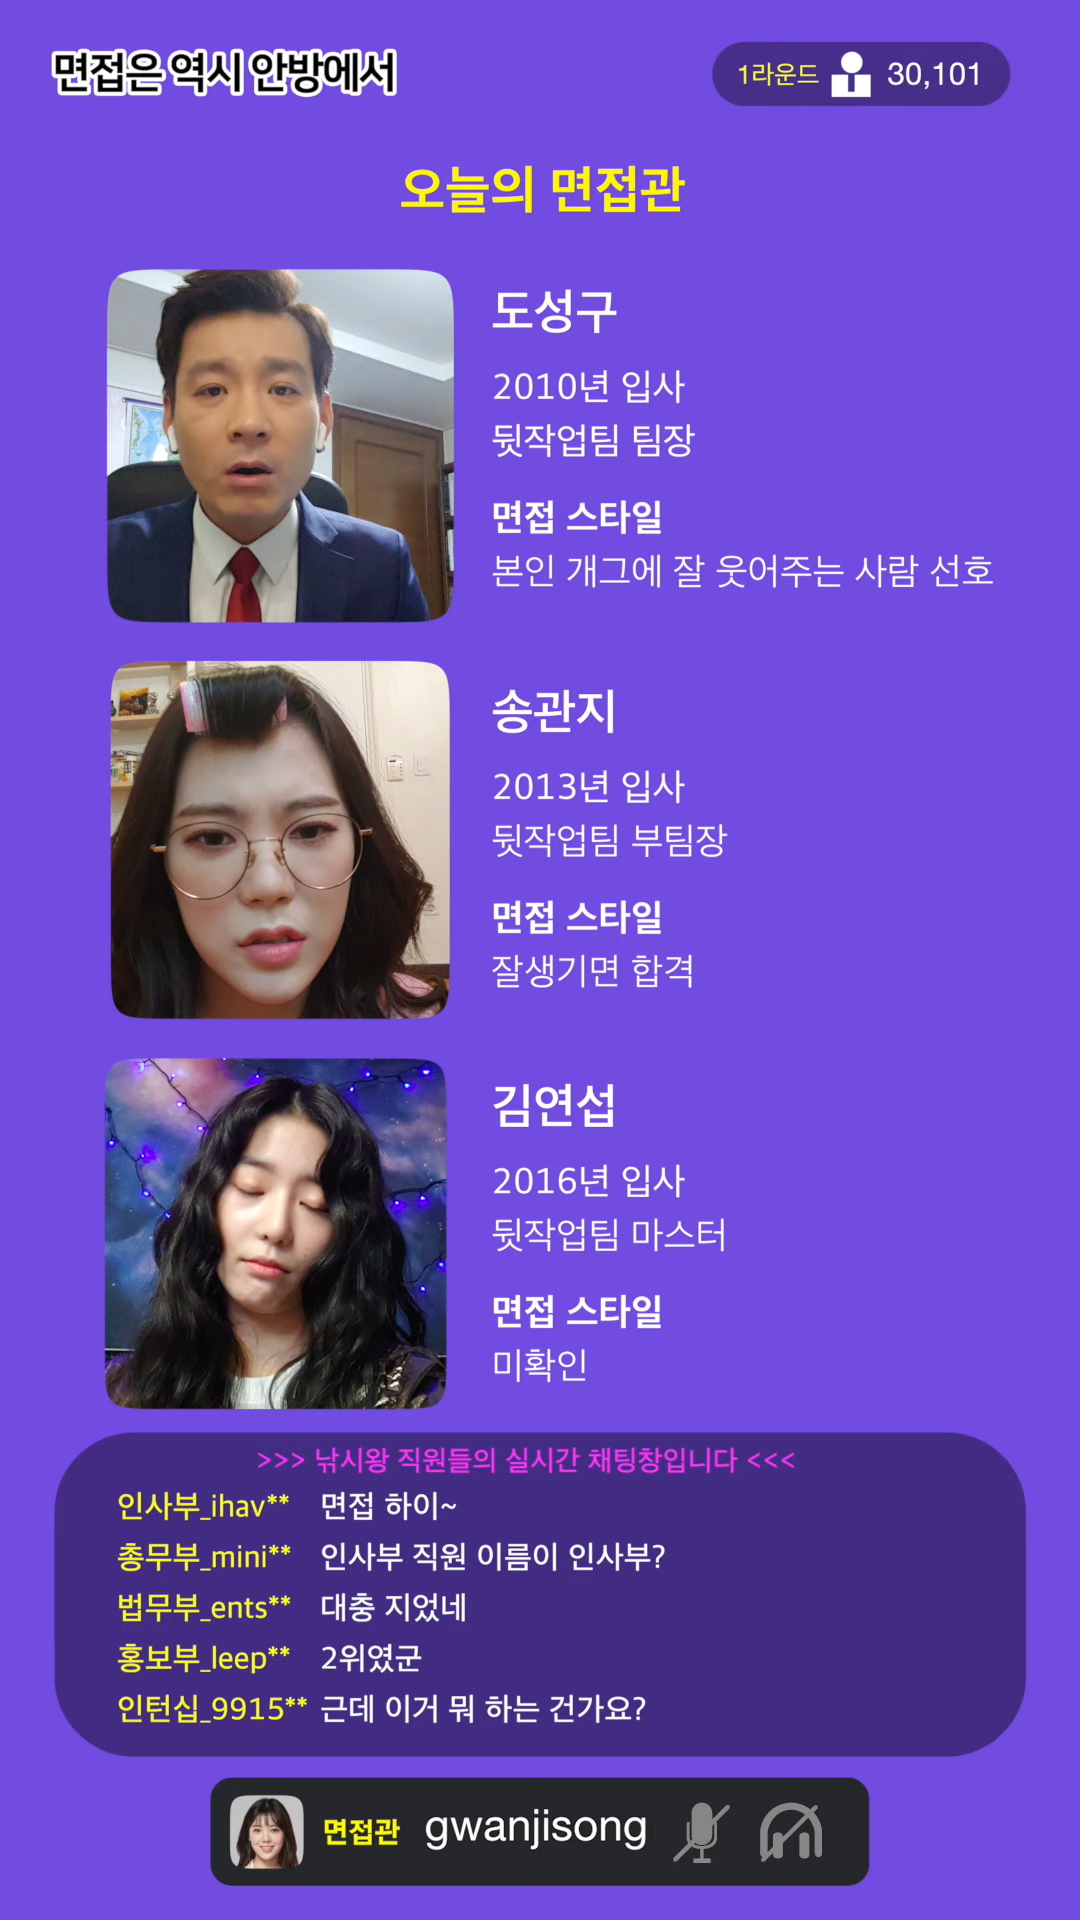 면접은 역시 안방에서
1라운드 30,101
오늘의 면접관
도성구
2010년 입사
뒷작업팀 팀장
면접 스타일
본인 개그에 잘 웃어주는 사람 선호
송관지
2013년 입사
뒷작업팀 부팀장
면접 스타일
잘생기면 합격
김연섭
2016년 입사
뒷작업팀 마스터
면접 스타일
미확인
>>> 낚시왕 직원들의 실시간 채팅창입니다 <<<
인사부_ihav** 면접 하이~
총무부_mini** 인사부 직원 이름이 인사부?
법무부_ents** 대충 지었네
홍보부_leep** 2위였군
인턴십_9915** 근데 이거 뭐 하는 건가요?
면접관 gwanjisong